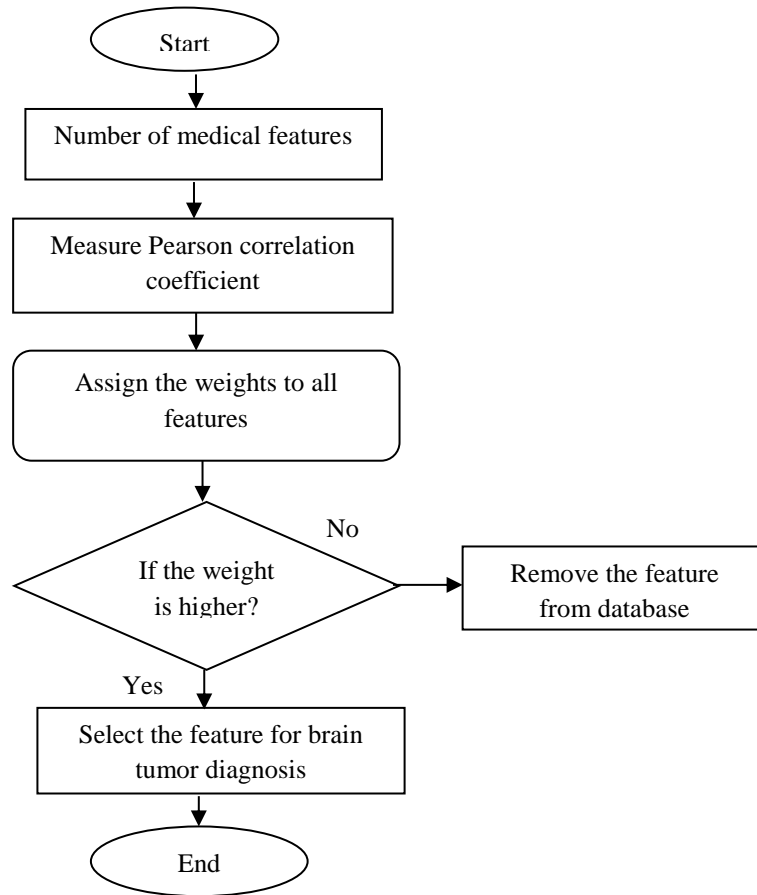 Start
Number of medical features
Measure Pearson correlation
coefficient
Assign the weights to all
features
No
If the weight
is higher?
Remove the feature
from database
Yes
Select the feature for brain
tumor diagnosis
End